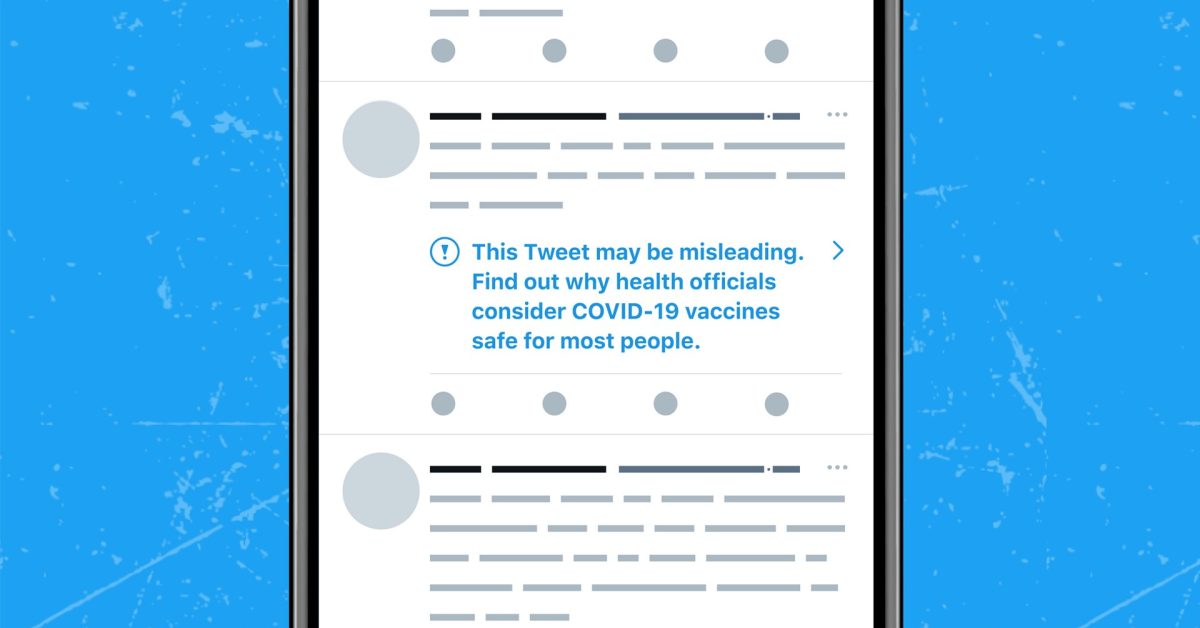 This Tweet may be misleading.
Find out why health officials
consider COVID-19 vaccines
safe for most people.